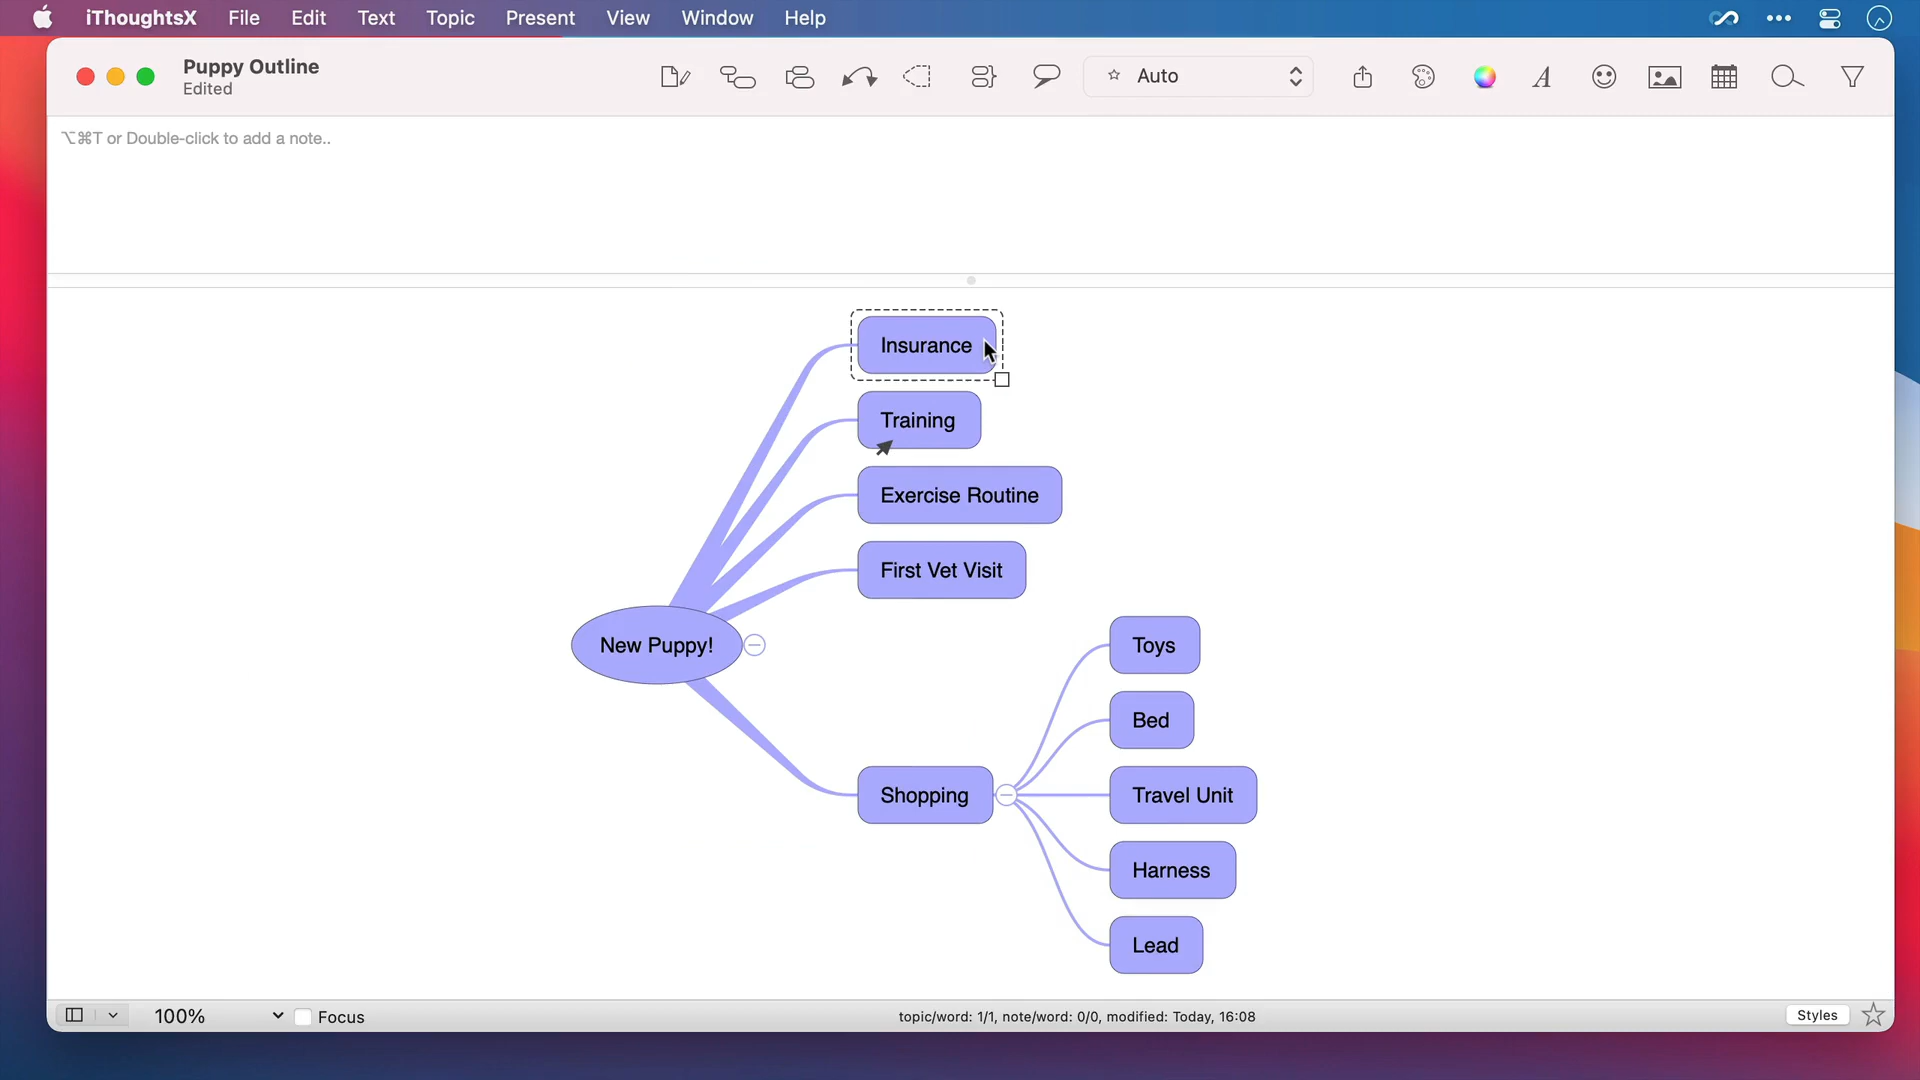 iThoughtsX File Edit Text Topic Present View Window Help
Puppy Outline
Edited
Auto
⌥⌘T or Double-click to add a note..
Insurance
Training
Exercise Routine
First Vet Visit
New Puppy!
Toys
Bed
Shopping
Travel Unit
Harness
Lead
100%
Focus
topic/word: 1/1, note/word: 0/0, modified: Today, 16:08
Styles